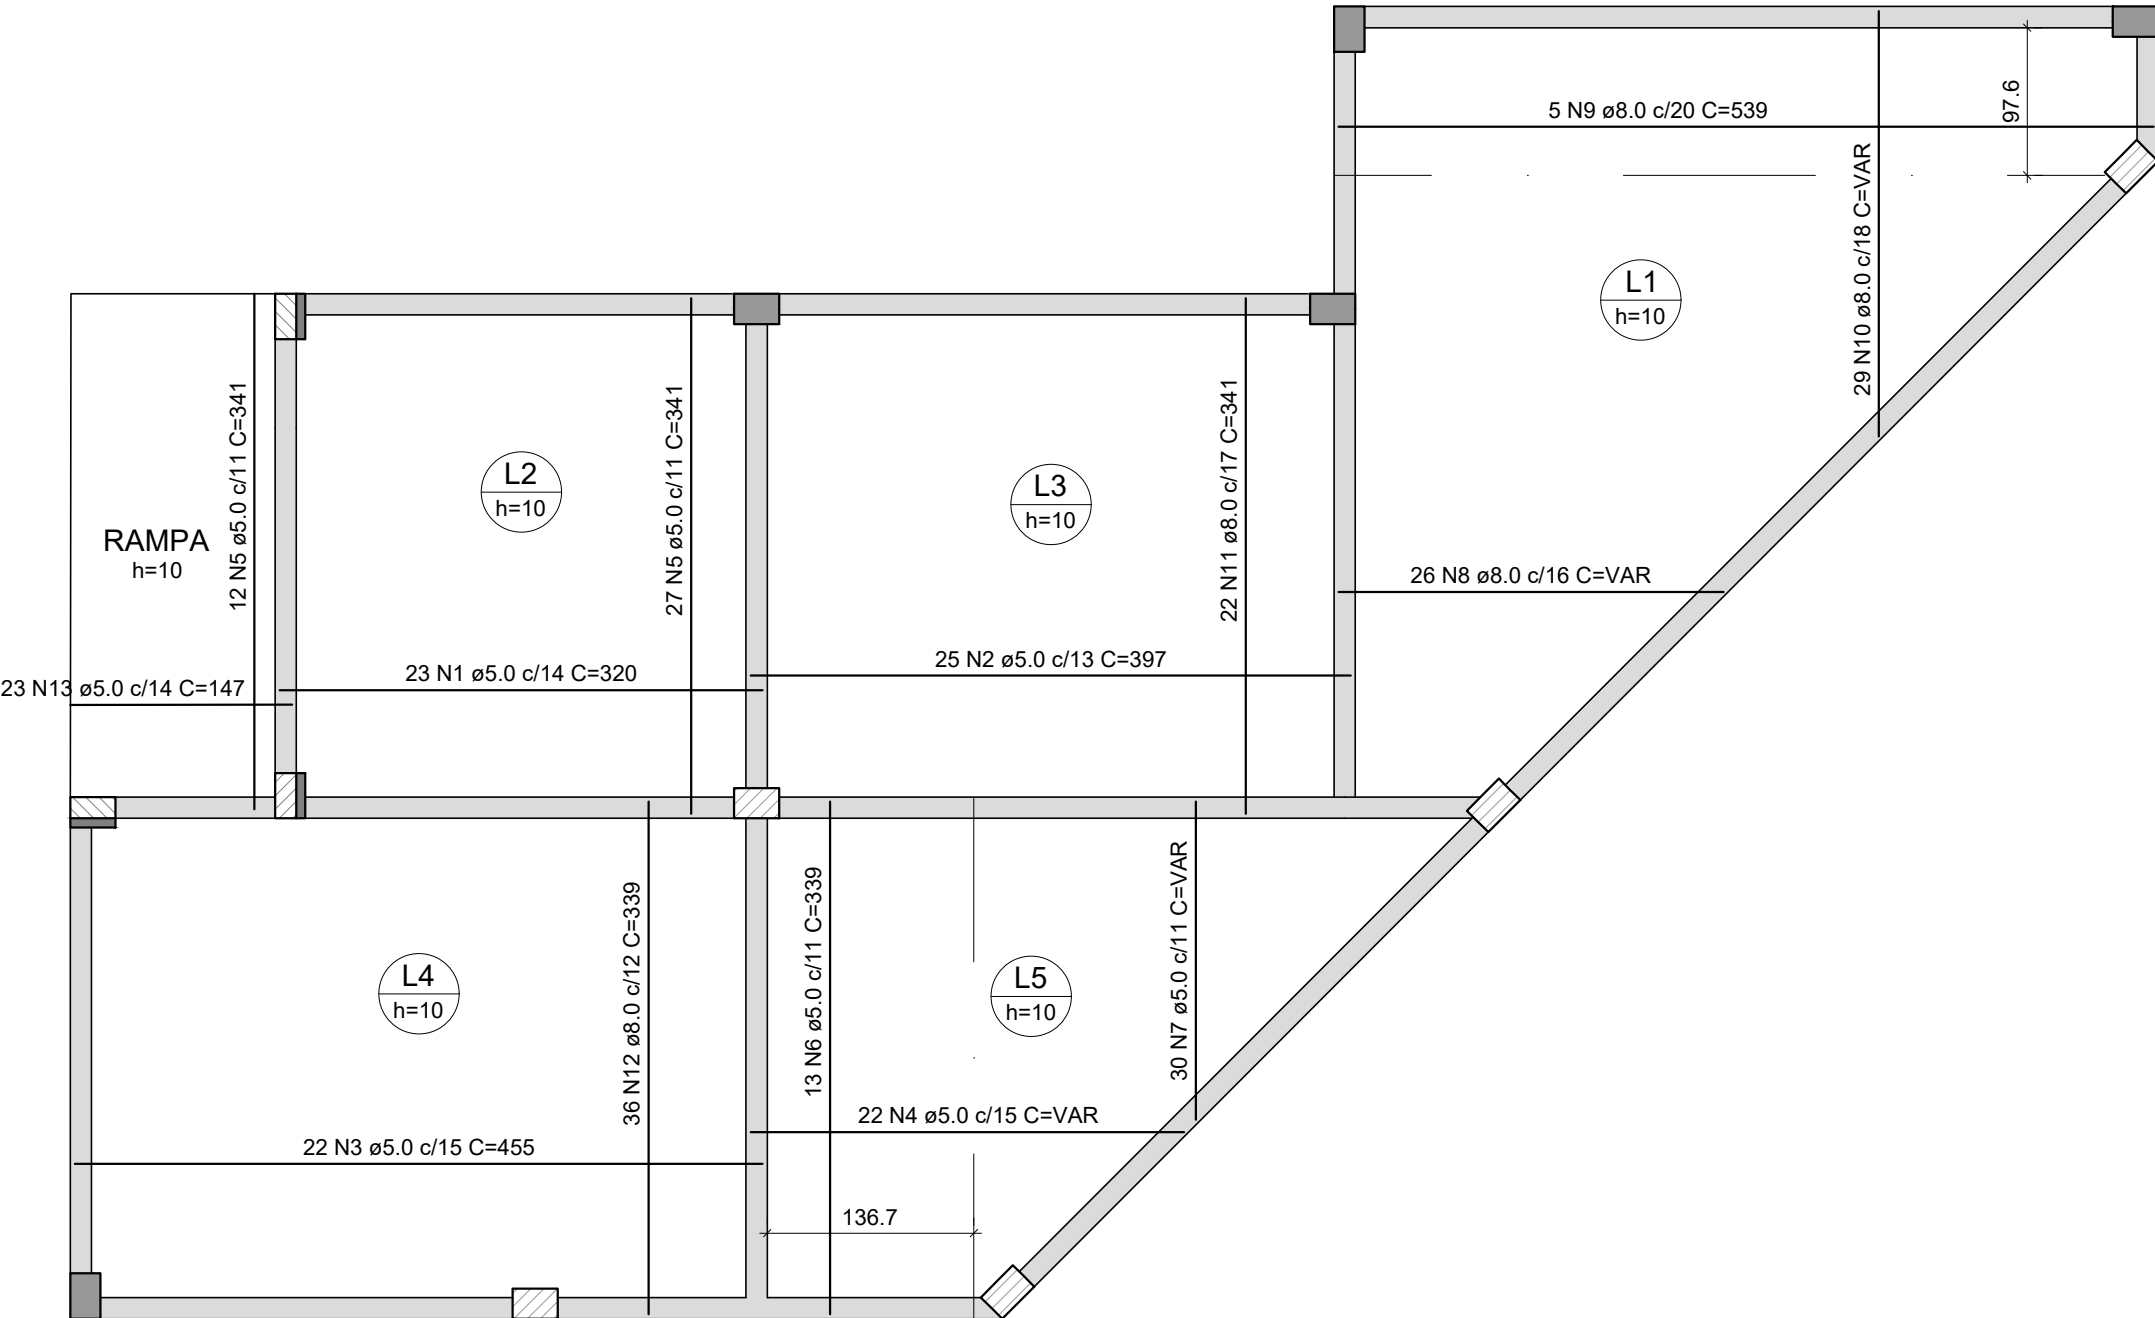 5 N9 ø8.0 c/20 C=539
97.6
29 N10 ø8.0 c/18 C=VAR
L1
h=10
12 N5 ø5.0 c/11 C=341
27 N5 ø5.0 c/11 C=341
22 N11 ø8.0 c/17 C=341
L2
h=10
L3
h=10
RAMPA
h=10
26 N8 ø8.0 c/16 C=VAR
25 N2 ø5.0 c/13 C=397
23 N1 ø5.0 c/14 C=320
23 N13 ø5.0 c/14 C=147
36 N12 ø8.0 c/12 C=339
13 N6 ø5.0 c/11 C=339
30 N7 ø5.0 c/11 C=VAR
L4
h=10
L5
h=10
22 N4 ø5.0 c/15 C=VAR
22 N3 ø5.0 c/15 C=455
136.7